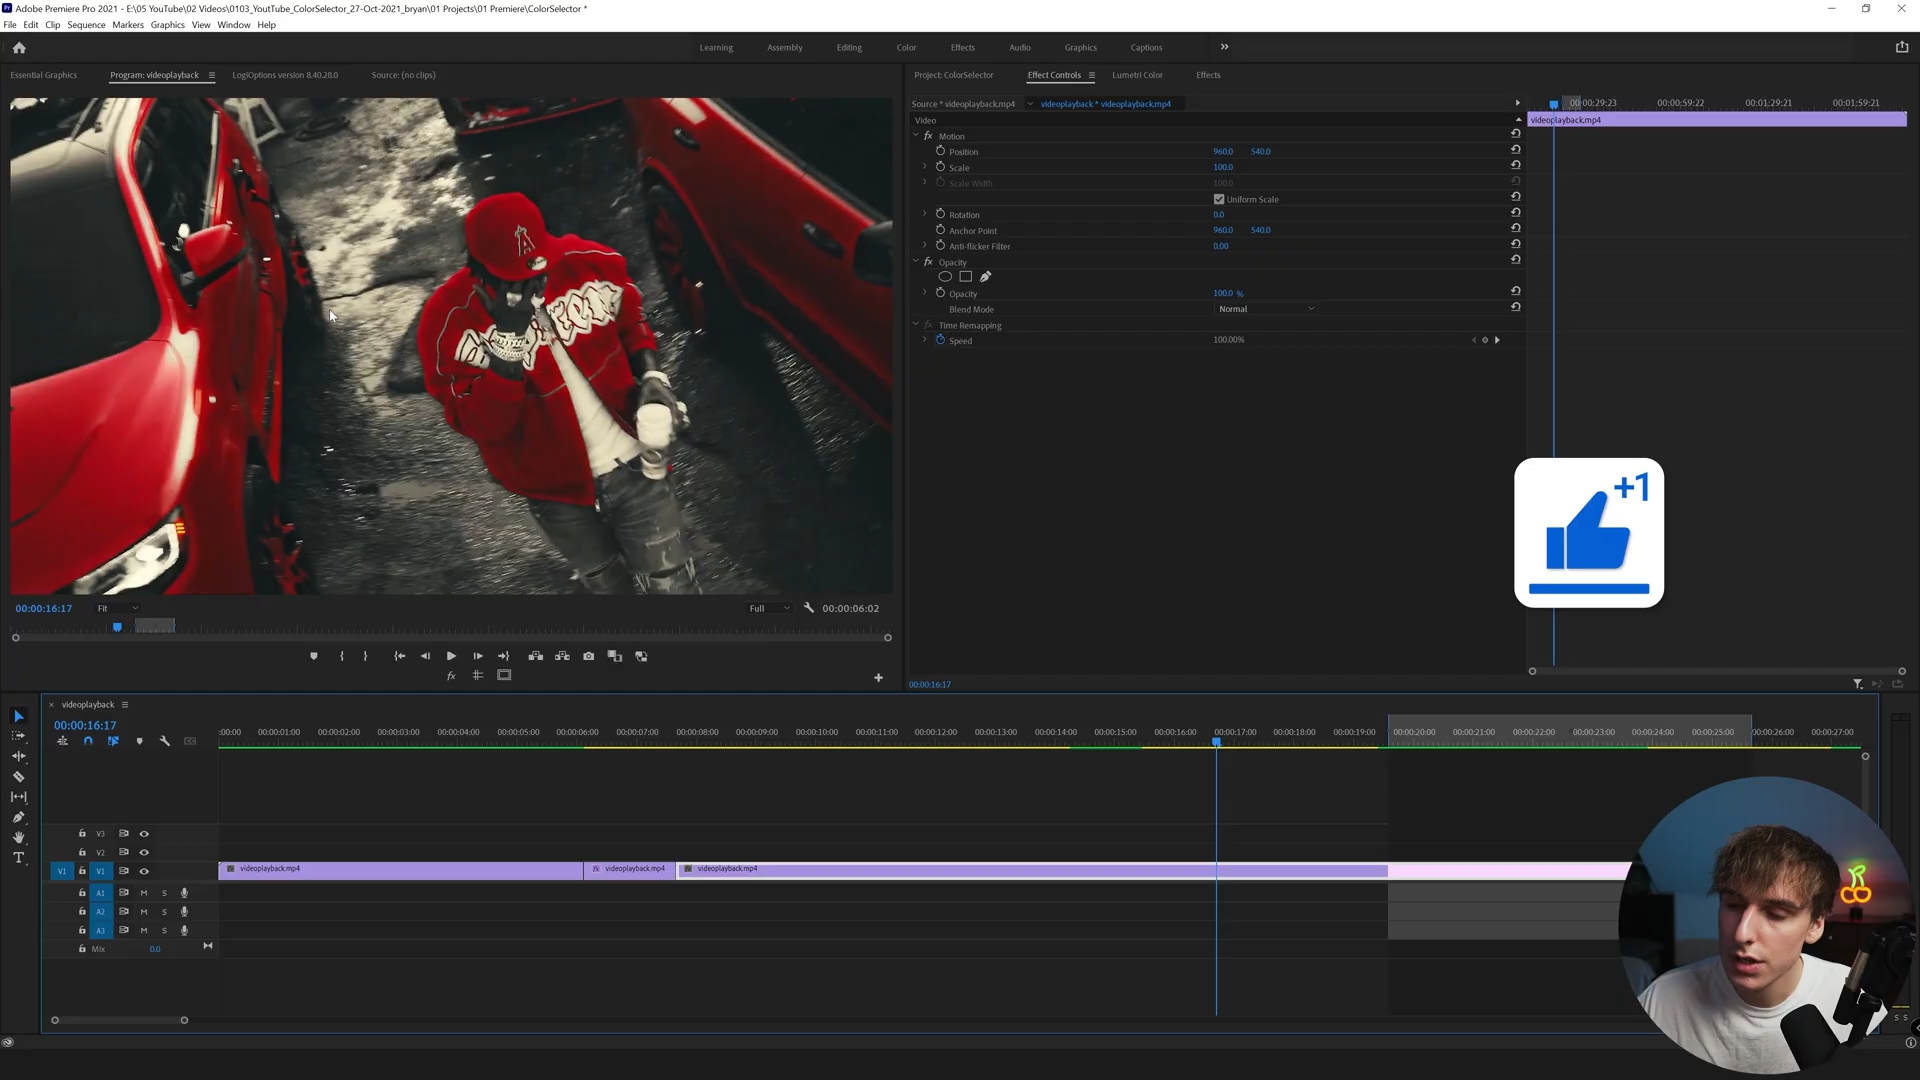 Adobe Premiere Pro 2021 - E:\05 YouTube\02 Videos\0103_YoutTube_ColorSelector_27-Oct-2021_bryan\01 Projects\01 Premiere\ColorSelector *
File Edit Clip Sequence Markers Graphics View Window Help
Learning Assembly Editing Color Effects Audio Graphics Captions
Essential Graphics Program: videoplayback LogiOptions version 8.40.28.0 Source: (no clips)
Project: ColorSelector Effect Controls Lumetri Color Effects
Source * videoplayback.mp4 videoplayback * videoplayback.mp4 00:00:29:23 00:00:59:22 00:01:29:21 00:01:59:21
Video videoplayback.mp4
fx Motion
Position 960.0 540.0
Scale 100.0
Scale Width 100.0
Uniform Scale
Rotation 0.0
Anchor Point 960.0 540.0
Anti-flicker Filter 0.00
fx Opacity
Opacity 100.0 %
Blend Mode Normal
fx Time Remapping
Speed 100.00%
A
+1
00:00:16:17 Fit Full 00:00:06:02
fx
00:00:16:17
videoplayback
00:00:16:17
:00:00 00:00:01:00 00:00:02:00 00:00:03:00 00:00:04:00 00:00:05:00 00:00:06:00 00:00:07:00 00:00:08:00 00:00:09:00 00:00:10:00 00:00:11:00 00:00:12:00 00:00:13:00 00:00:14:00 00:00:15:00 00:00:16:00 00:00:17:00 00:00:18:00 00:00:19:00 00:00:20:00 00:00:21:00 00:00:22:00 00:00:23:00 00:00:24:00 00:00:25:00 00:00:26:00 00:00:27:00
V3
V2
V1 V1 videoplayback.mp4 fx videoplayback.mp4 videoplayback.mp4
A1 M S
A2 M S
A3 M S
Mix 0.0
S S